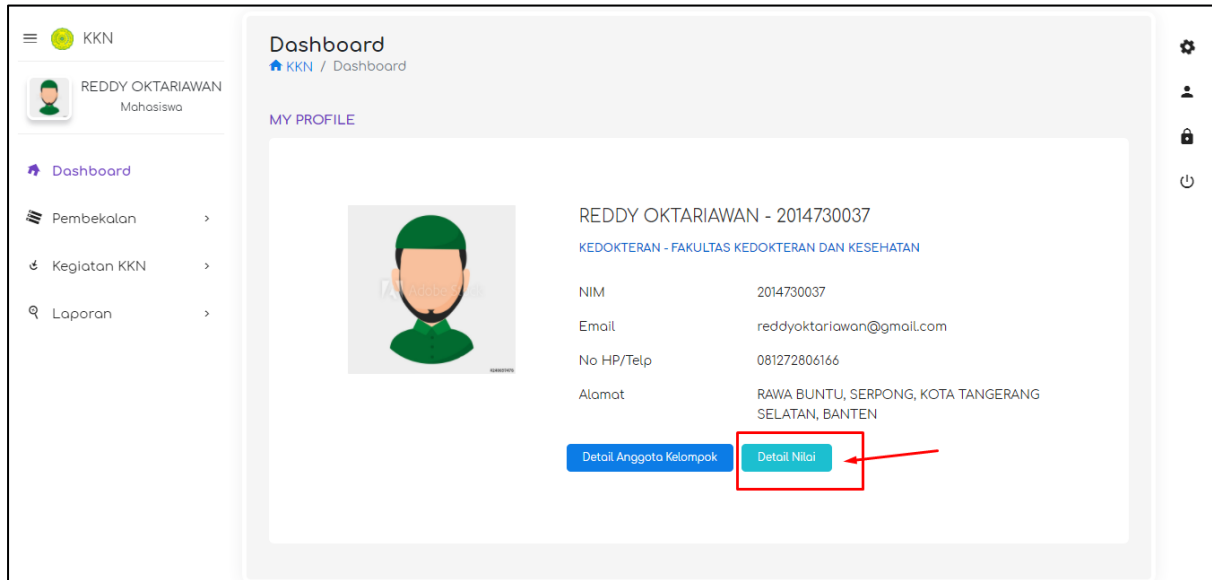 KKN
REDDY OKTARIAWAN
Mahasiswa
Dashboard
Pembekalan
Kegiatan KKN
Laporan
Dashboard
KKN / Dashboard
MY PROFILE
REDDY OKTARIAWAN - 2014730037
KEDOKTERAN - FAKULTAS KEDOKTERAN DAN KESEHATAN
NIM 2014730037
Email reddyoktariawan@gmail.com
No HP/Telp 081272806166
Alamat RAWA BUNTU, SERPONG, KOTA TANGERANG
SELATAN, BANTEN
Detail Anggota Kelompok Detail Nilai